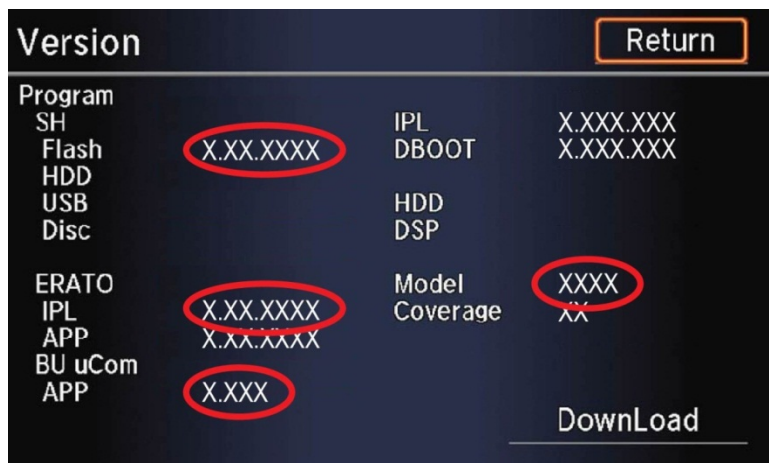 Version Return
Program
SH IPL X.XXX.XXX
Flash X.XX.XXXX DBOOT X.XXX.XXX
HDD
USB HDD
Disc DSP
ERATO Model XXXX
IPL X.XX.XXXX Coverage XX
APP X.XX.XXXX
BU uCom
APP X.XXX
DownLoad